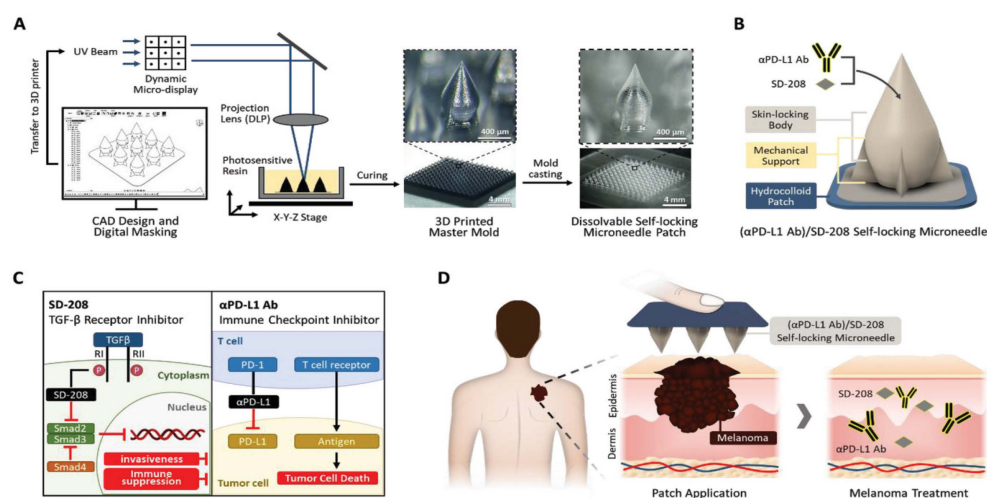 A
Transfer to 3D printer
UV Beam
Dynamic
Micro-display
Projection
Lens (DLP)
Photosensitive
Resin
X-Y-Z Stage
CAD Design and
Digital Masking
Curing
400 μm
4 mm
3D Printed
Master Mold
Mold
casting
400 μm
4 mm
Dissolvable Self-locking
Microneedle Patch
B
αPD-L1 Ab
SD-208
Skin-locking
Body
Mechanical
Support
Hydrocolloid
Patch
(αPD-L1 Ab)/SD-208 Self-locking Microneedle
C
SD-208
TGF-β Receptor Inhibitor
TGFβ
RI
RII
P
P
Cytoplasm
SD-208
Nucleus
Smad2
Smad3
Smad4
invasiveness
Immune
suppression
αPD-L1 Ab
Immune Checkpoint Inhibitor
T cell
PD-1
T cell receptor
αPD-L1
PD-L1
Antigen
Tumor Cell Death
Tumor cell
D
(αPD-L1 Ab)/SD-208
Self-locking Microneedle
Epidermis
Dermis
Melanoma
Patch Application
SD-208
αPD-L1 Ab
Melanoma Treatment